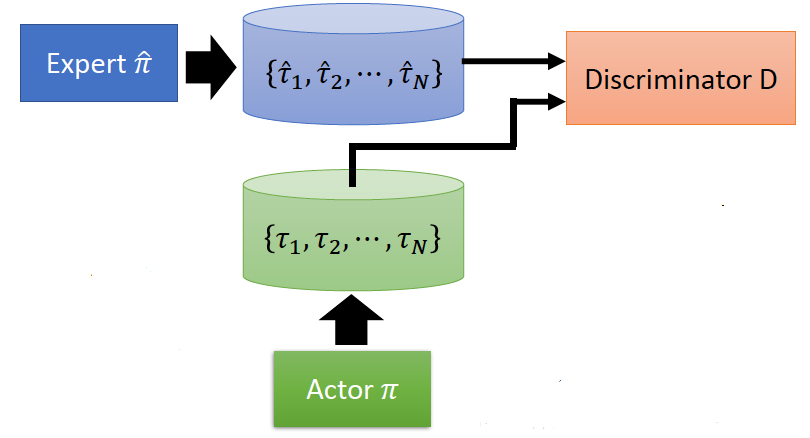 Expert π̂
{τ̂₁, τ̂₂, ⋯, τ̂_N}
Discriminator D
{τ₁, τ₂, ⋯, τ_N}
Actor π